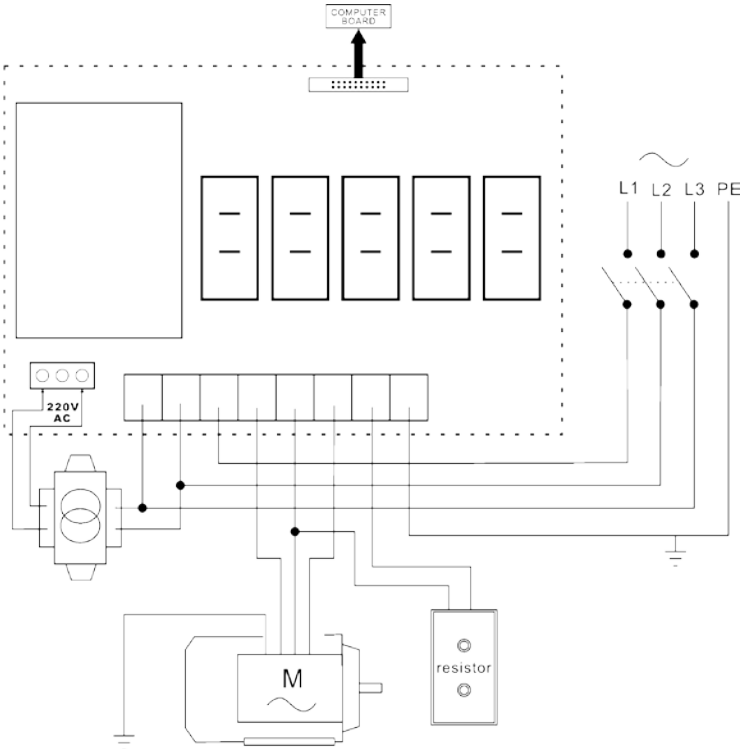 COMPUTER
BOARD
L1 L2 L3 PE
220V
AC
M
resistor